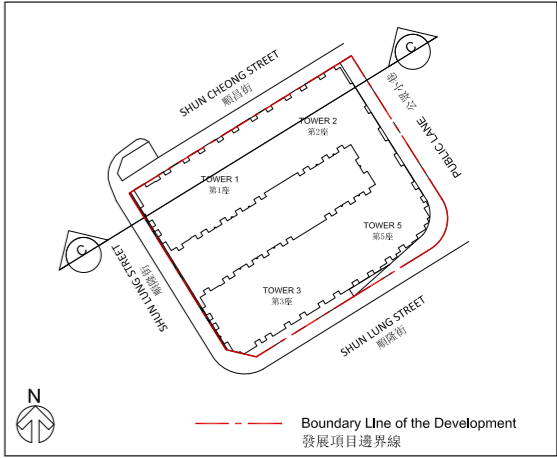 C
SHUN CHEONG STREET
順昌街
公眾小巷
PUBLIC LANE
TOWER 2
第2座
TOWER 1
第1座
TOWER 5
第5座
C
SHUN LUNG STREET
順隆街
TOWER 3
第3座
SHUN LUNG STREET
順隆街
N
Boundary Line of the Development
發展項目邊界線